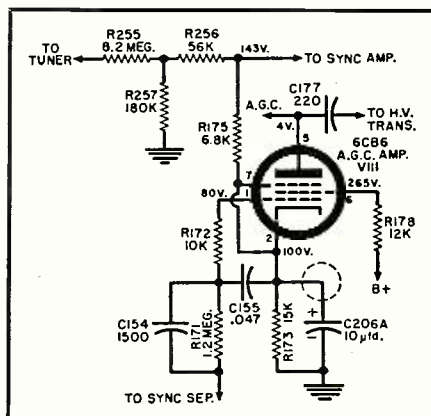 R255
8.2 MEG.
R256
56K
143V.
TO
TUNER
TO SYNC AMP.
R257
180K
C177
220
A.G.C.
TO H.V.
TRANS.
R175
6.8K
4V.
5
6CB6
A.G.C. AMP.
V111
7
1
80V.
265V.
6
2
R178
12K
R172
10K
100V.
B+
C155
.047
C154
1500
R171
1.2 MEG.
R173 15K
+
−
C206A
10 µfd.
TO SYNC SEP.